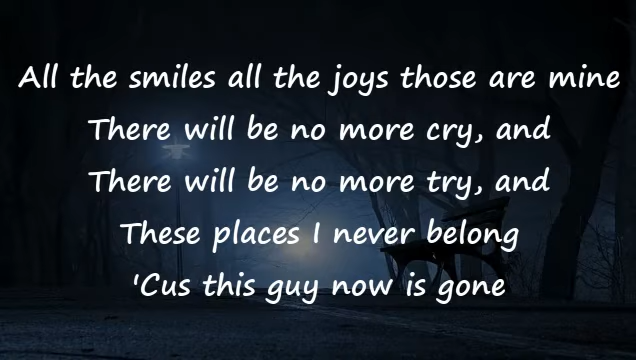 All the smiles all the joys those are mine
There will be no more cry, and
There will be no more try, and
These places I never belong
'Cus this guy now is gone